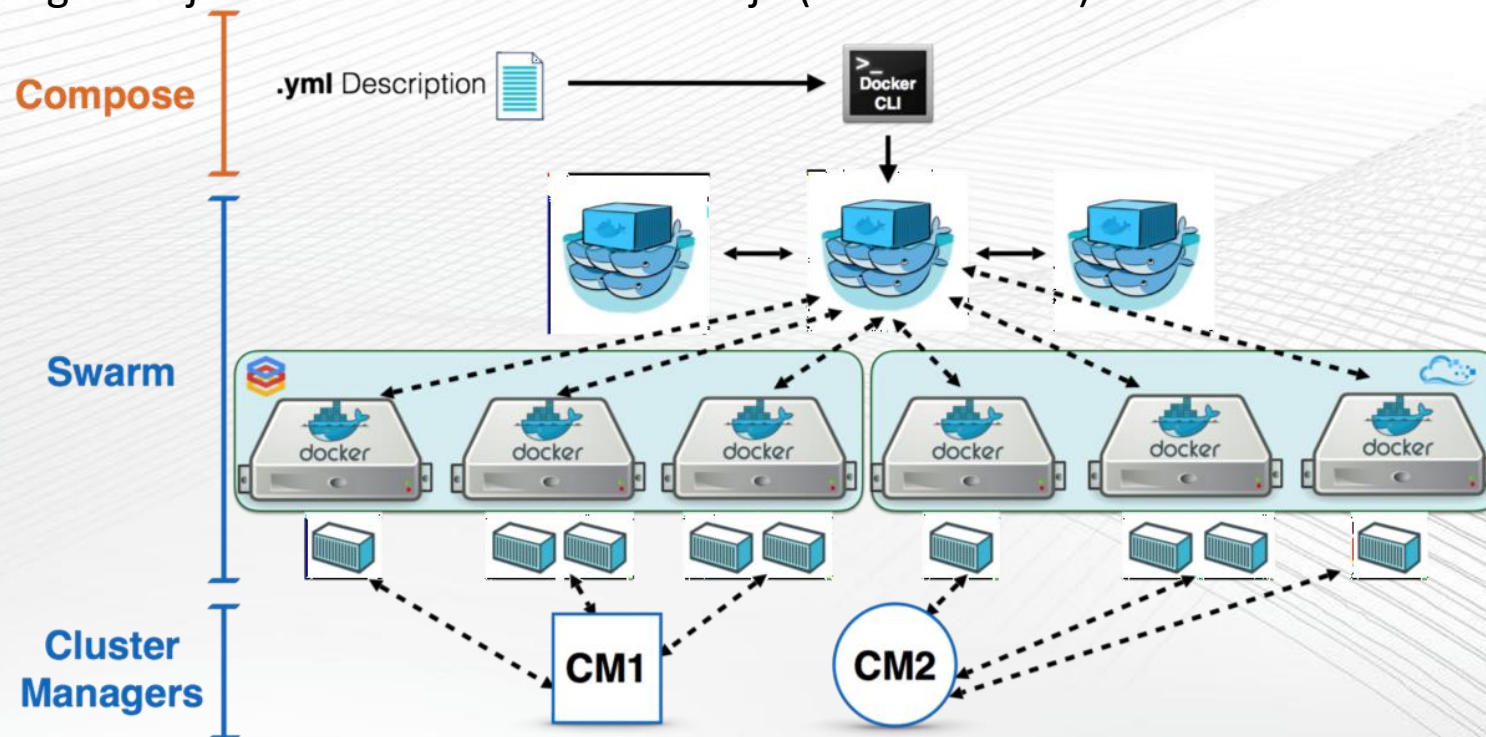 Compose
.yml Description
>_
Docker
CLI
Swarm
docker
docker
docker
docker
docker
docker
Cluster
Managers
CM1
CM2